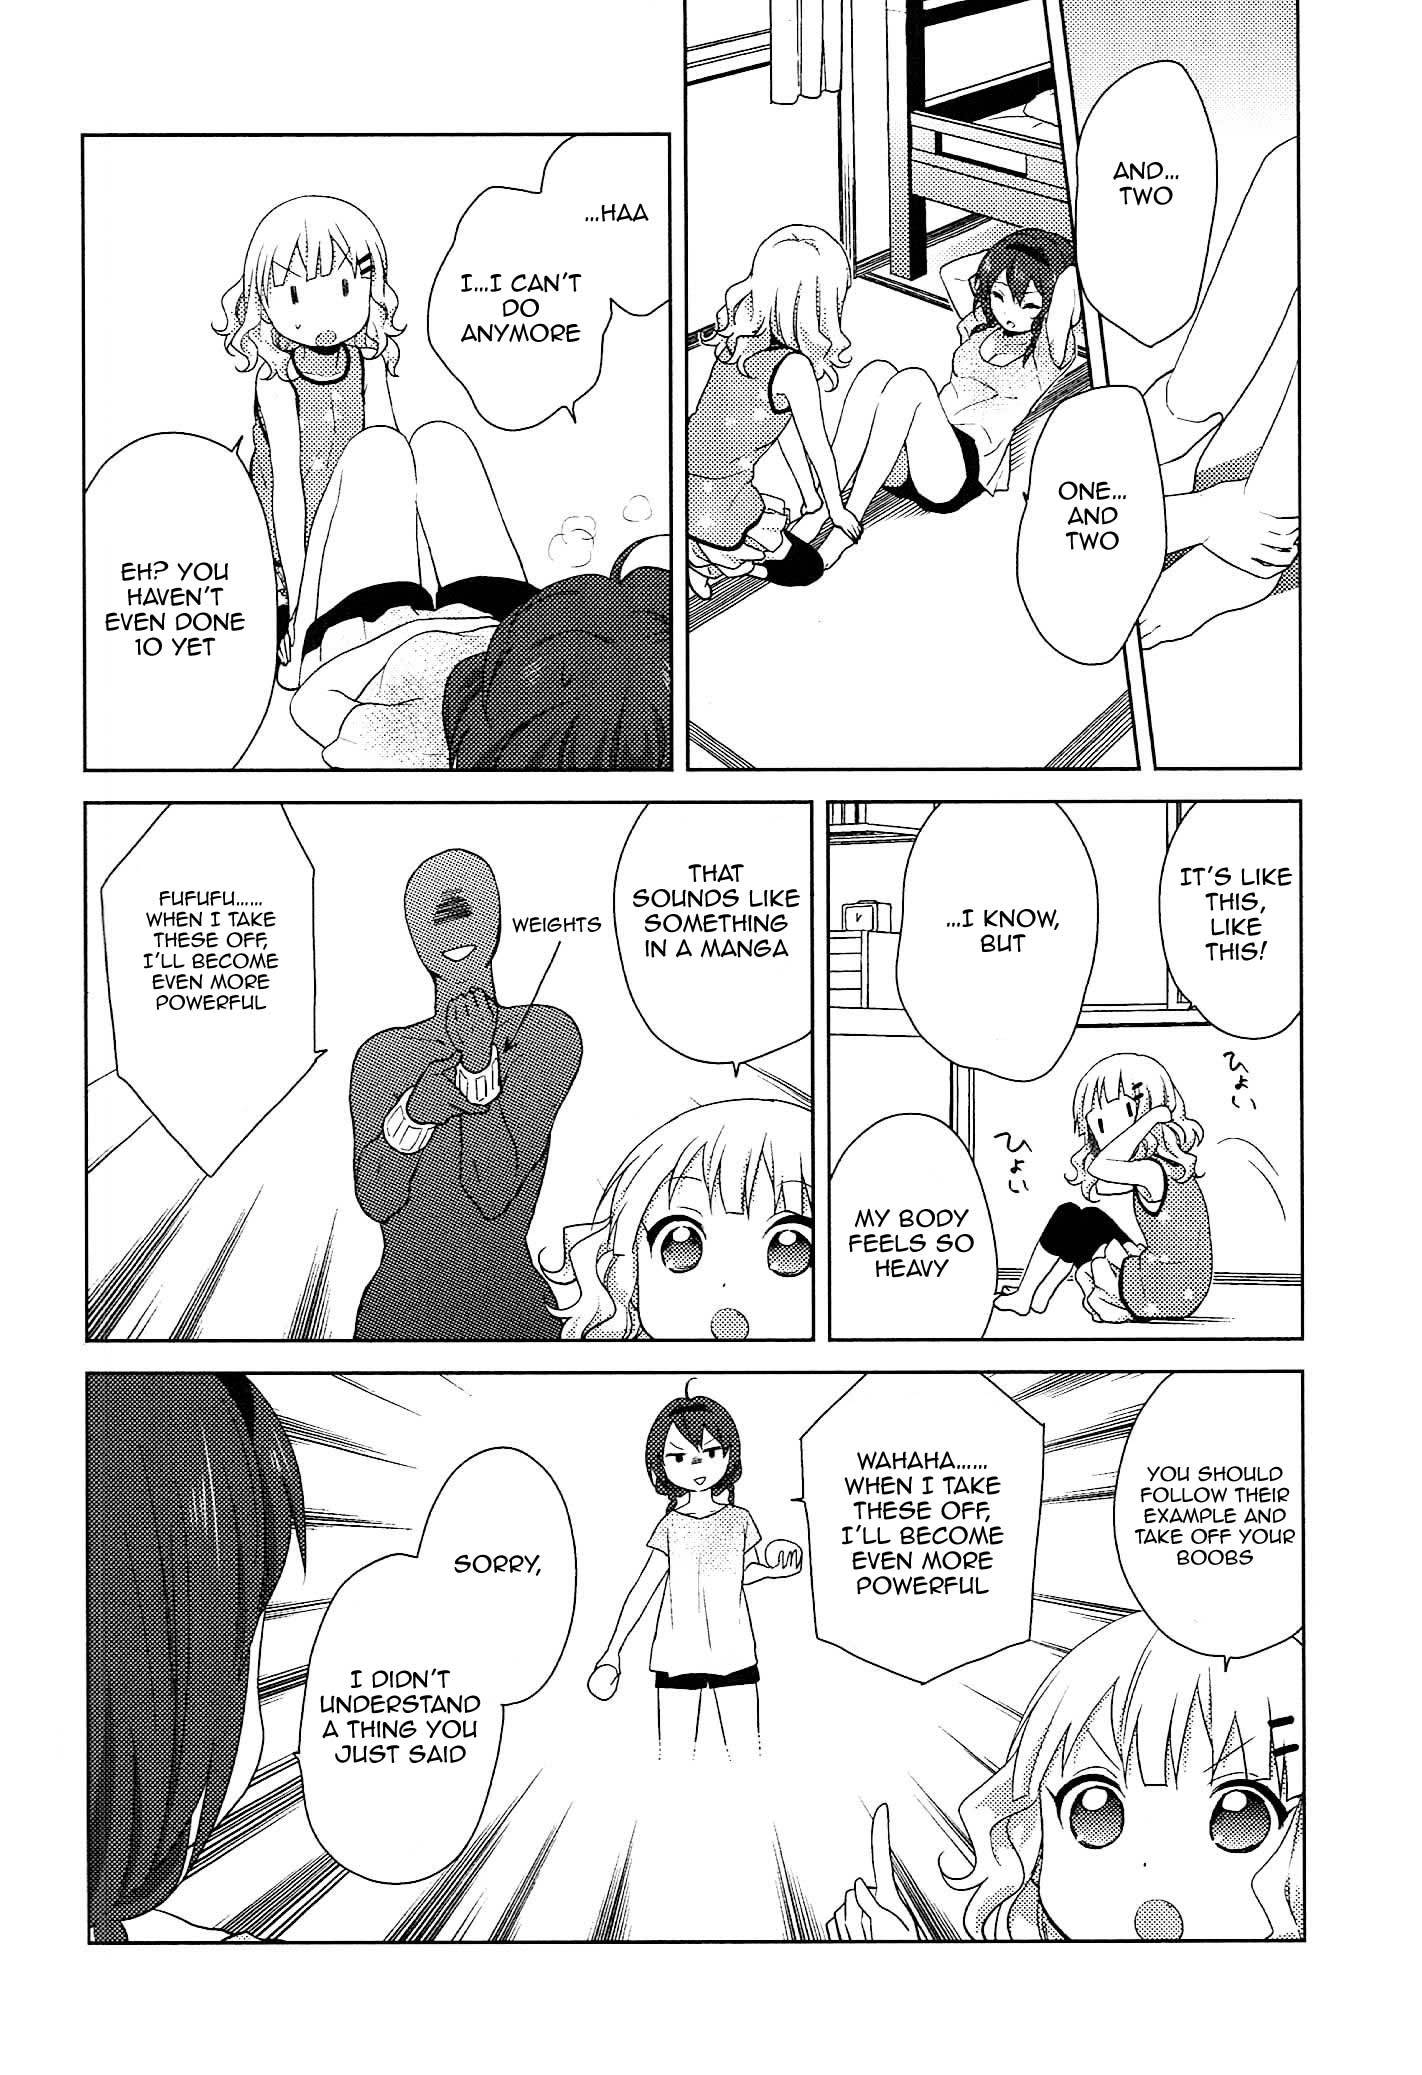 AND...
TWO
ONE...
AND
TWO
...HAA
I...I CAN'T
DO
ANYMORE
EH? YOU
HAVEN'T
EVEN DONE
10 YET
IT'S LIKE
THIS,
LIKE
THIS!
ひょい
ひょい
...I KNOW,
BUT
MY BODY
FEELS SO
HEAVY
THAT
SOUNDS LIKE
SOMETHING
IN A MANGA
WEIGHTS
FUFUFU......
WHEN I TAKE
THESE OFF,
I'LL BECOME
EVEN MORE
POWERFUL
YOU SHOULD
FOLLOW THEIR
EXAMPLE AND
TAKE OFF YOUR
BOOBS
WAHAHA......
WHEN I TAKE
THESE OFF,
I'LL BECOME
EVEN MORE
POWERFUL
SORRY,
I DIDN'T
UNDERSTAND
A THING YOU
JUST SAID